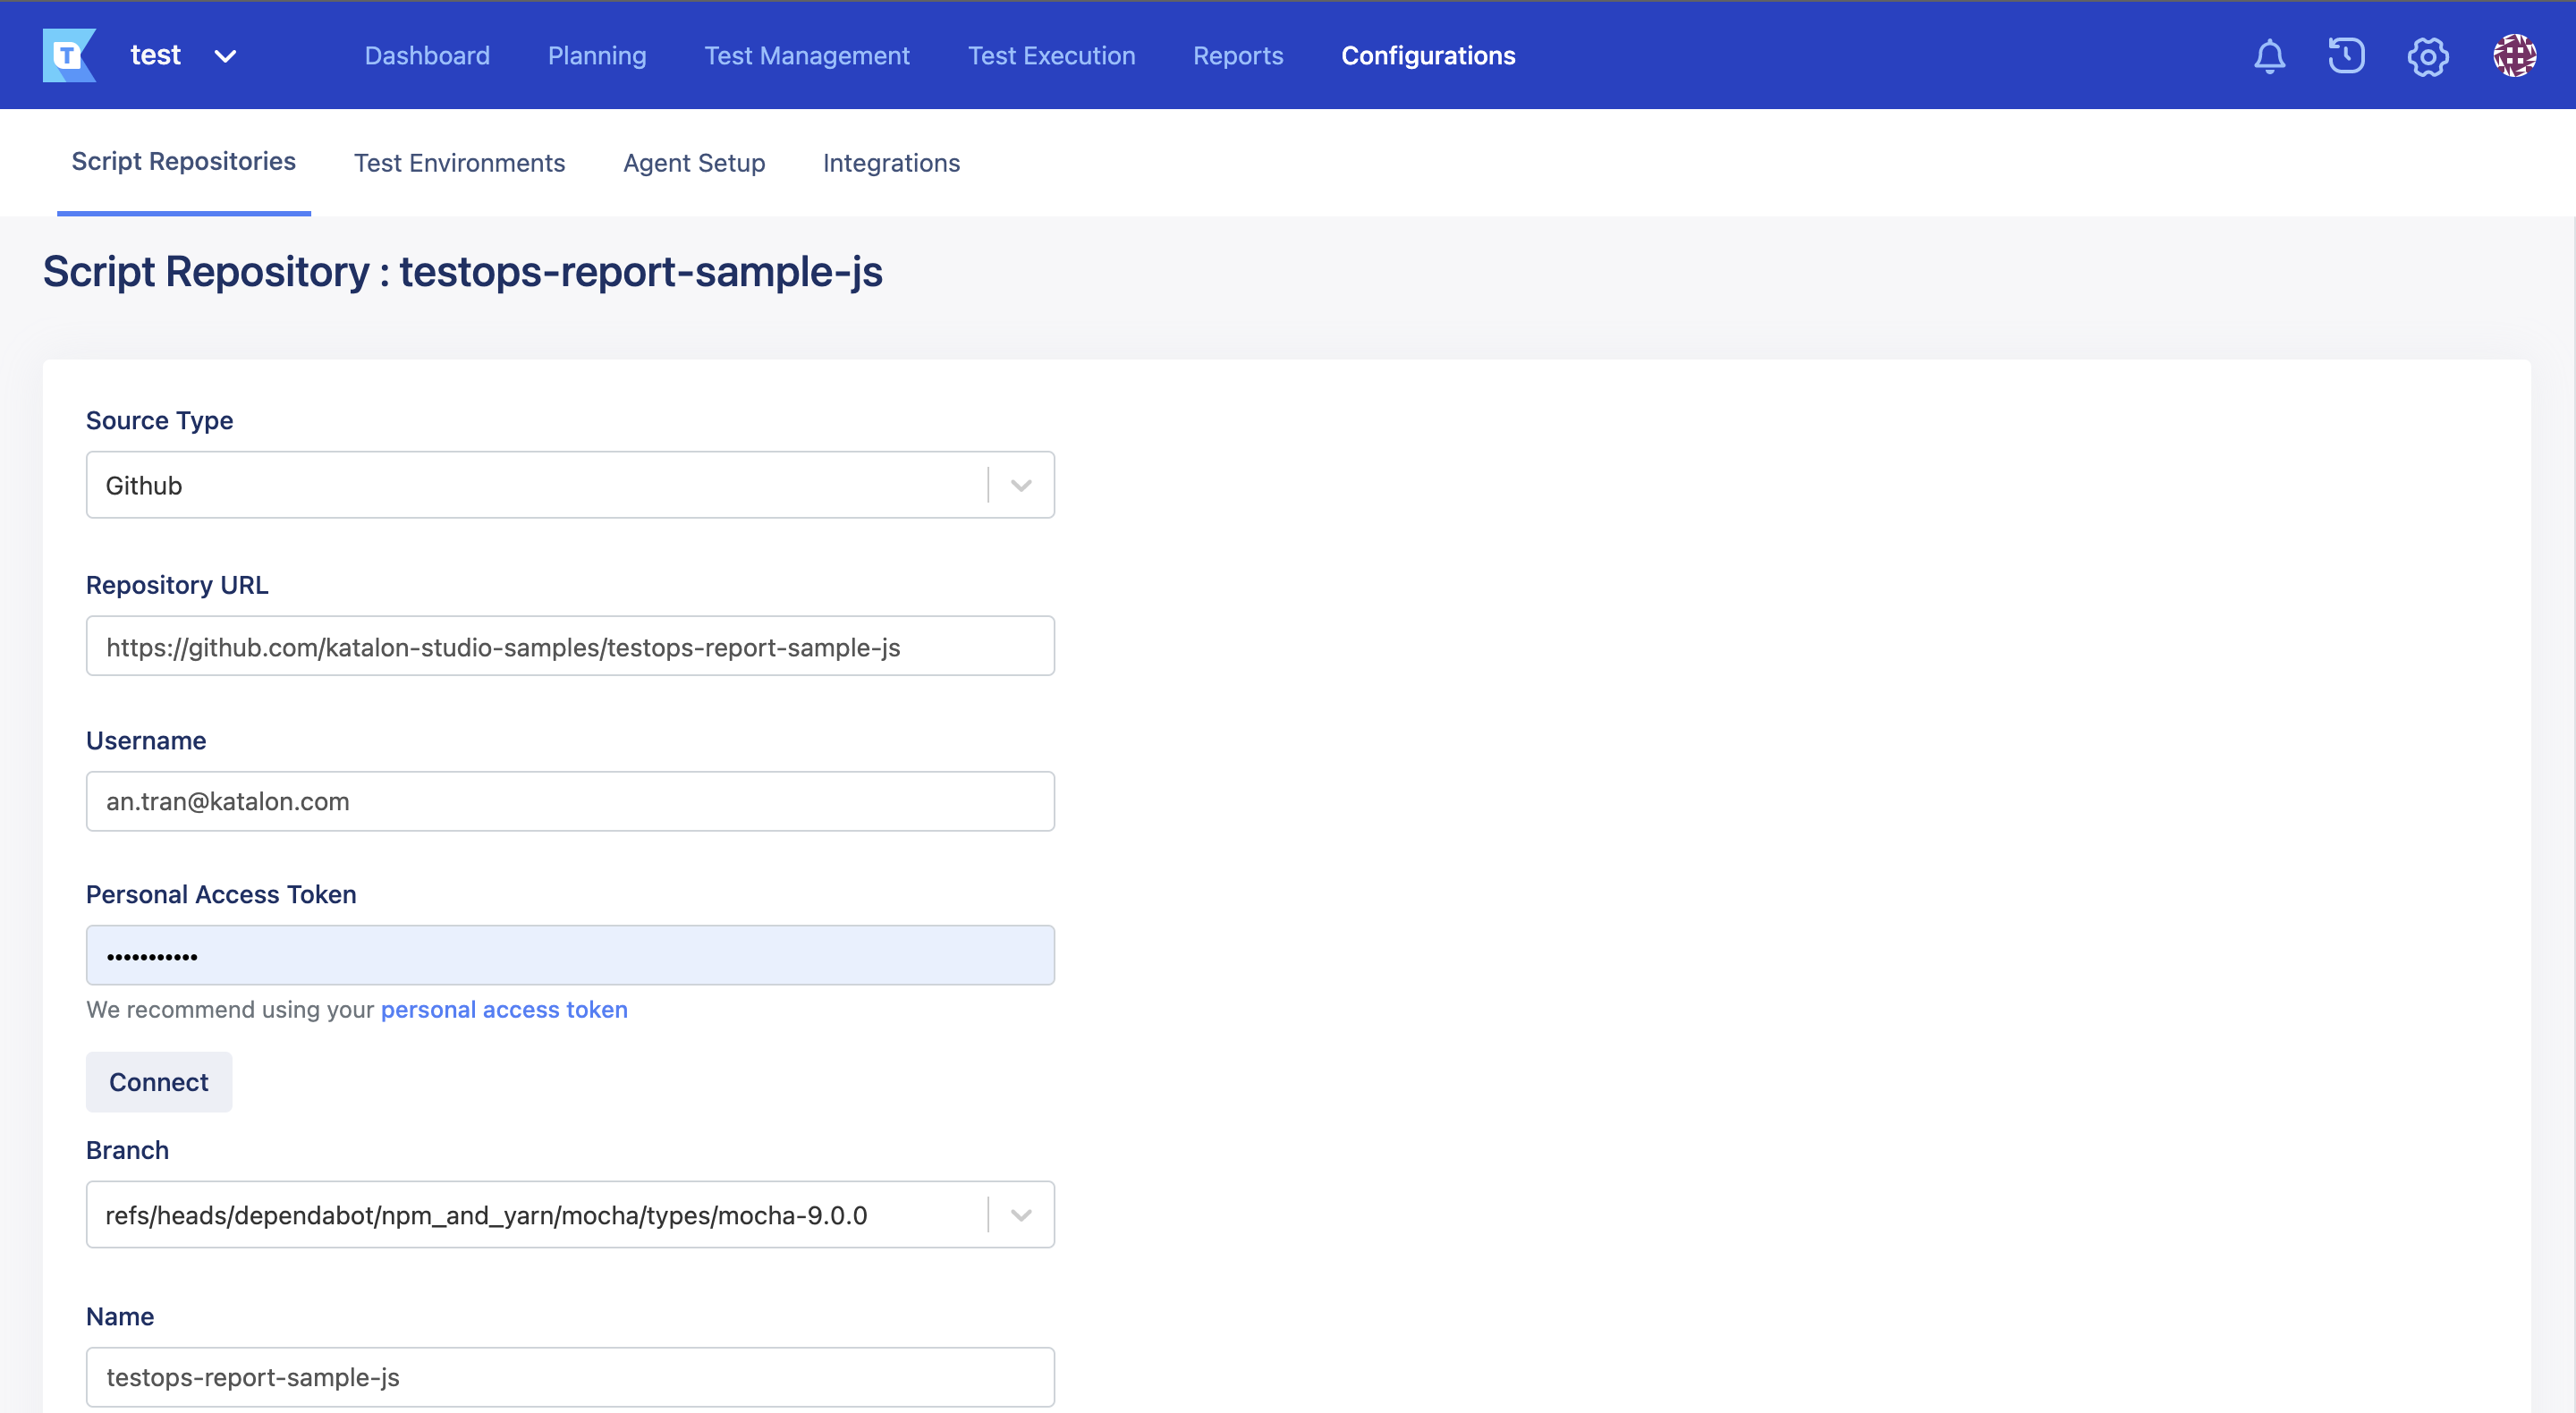 T test Dashboard Planning Test Management Test Execution Reports Configurations
Script Repositories Test Environments Agent Setup Integrations
Script Repository : testops-report-sample-js
Source Type
Github
Repository URL
https://github.com/katalon-studio-samples/testops-report-sample-js
Username
an.tran@katalon.com
Personal Access Token
•••••••••••
We recommend using your personal access token
Connect
Branch
refs/heads/dependabot/npm_and_yarn/mocha/types/mocha-9.0.0
Name
testops-report-sample-js